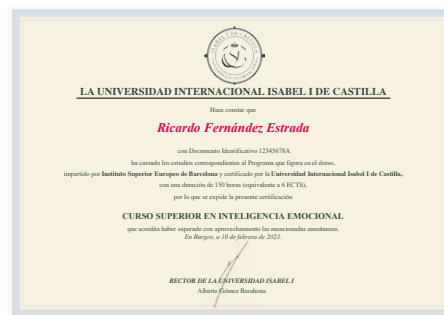 LA UNIVERSIDAD INTERNACIONAL ISABEL I DE CASTILLA
Hace constar que
Ricardo Fernández Estrada
con Documento Identificativo 12345678A
ha cursado los estudios correspondientes al Programa que figura en el dorso,
impartido por Instituto Superior Europeo de Barcelona y certificado por la Universidad Internacional Isabel I de Castilla,
con una duración de 150 horas (equivalente a 6 ECTS),
por lo que se expide la presente certificación
CURSO SUPERIOR EN INTELIGENCIA EMOCIONAL
que acredita haber superado con aprovechamiento las mencionadas enseñanzas.
En Burgos, a 10 de febrero de 2023.
RECTOR DE LA UNIVERSIDAD ISABEL I
Alberto Gómez Barahona